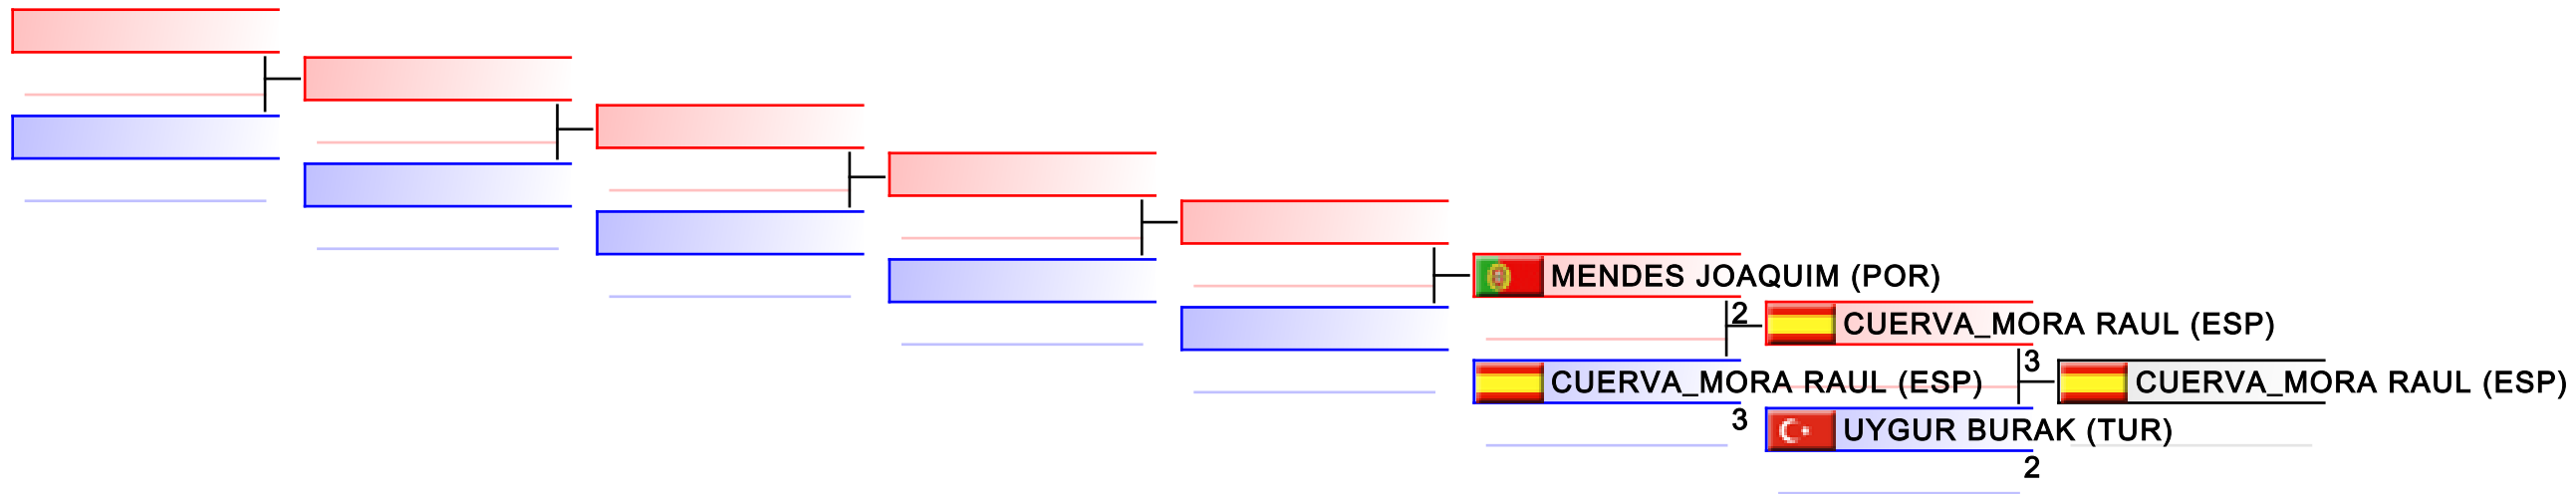 MENDES JOAQUIM (POR)
2
CUERVA_MORA RAUL (ESP)
3
CUERVA_MORA RAUL (ESP)
3
CUERVA_MORA RAUL (ESP)
UYGUR BURAK (TUR)
2